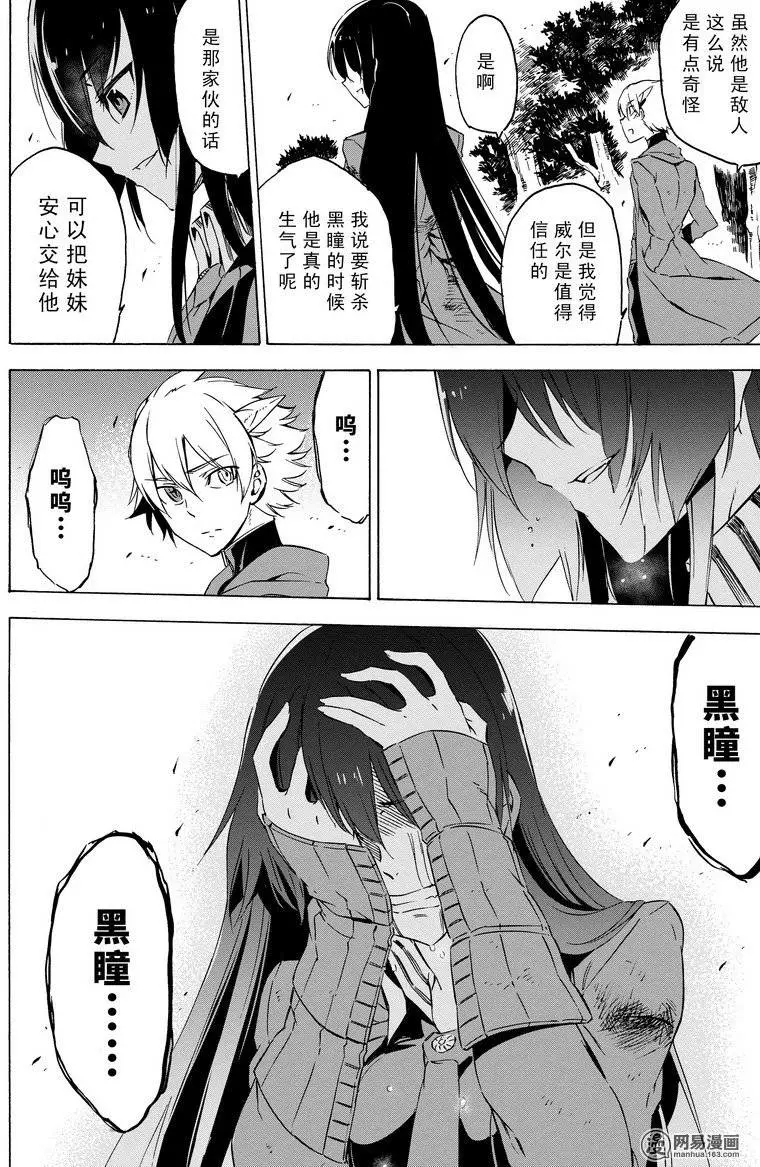 虽然他是敌人
这么说
是有点奇怪
但是我觉得
威尔是值得
信任的
是啊
我说要斩杀
黑瞳的时候
他是真的
生气了呢
是那家伙的话
可以把妹妹
安心交给他
呜…
呜呜…
黑瞳…
黑瞳……
网易漫画
manhua.163.com